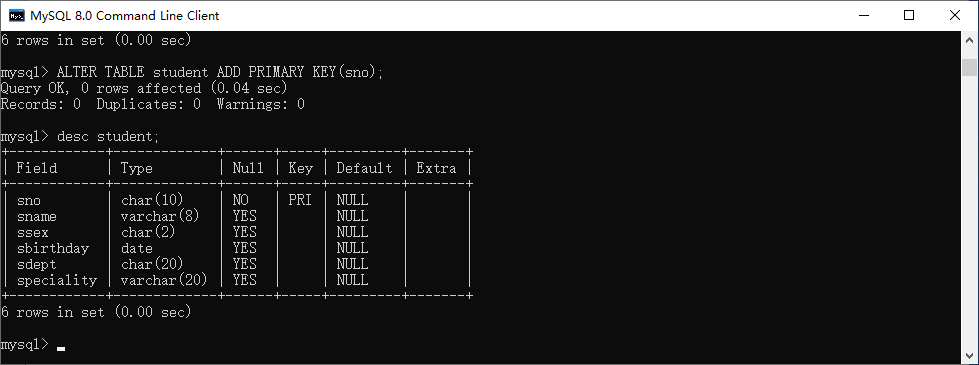 MySQL 8.0 Command Line Client
6 rows in set (0.00 sec)
mysql> ALTER TABLE student ADD PRIMARY KEY(sno);
Query OK, 0 rows affected (0.04 sec)
Records: 0  Duplicates: 0  Warnings: 0
mysql> desc student;
+------------+-------------+------+-----+---------+-------+
| Field      | Type        | Null | Key | Default | Extra |
+------------+-------------+------+-----+---------+-------+
| sno        | char(10)    | NO   | PRI | NULL    |       |
| sname      | varchar(8)  | YES  |     | NULL    |       |
| ssex       | char(2)     | YES  |     | NULL    |       |
| sbirthday  | date        | YES  |     | NULL    |       |
| sdept      | char(20)    | YES  |     | NULL    |       |
| speciality | varchar(20) | YES  |     | NULL    |       |
+------------+-------------+------+-----+---------+-------+
6 rows in set (0.00 sec)
mysql>